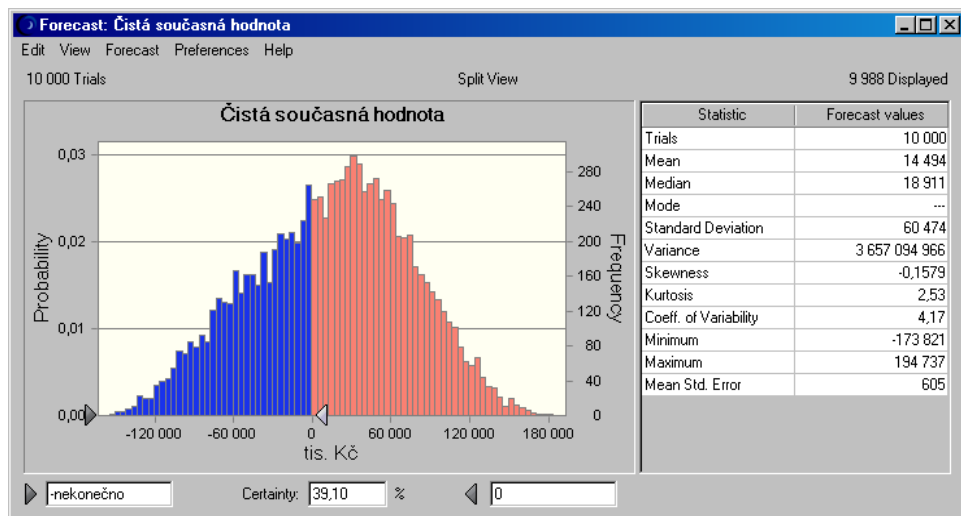 Forecast: Čistá současná hodnota
Edit View Forecast Preferences Help
10 000 Trials Split View 9 988 Displayed
Čistá současná hodnota
Probability
0,03
0,02
0,01
0,00
Frequency
280
240
200
160
120
80
40
0
-120 000 -60 000 0 60 000 120 000 180 000
tis. Kč
Statistic Forecast values
Trials 10 000
Mean 14 494
Median 18 911
Mode ---
Standard Deviation 60 474
Variance 3 657 094 966
Skewness -0,1579
Kurtosis 2,53
Coeff. of Variability 4,17
Minimum -173 821
Maximum 194 737
Mean Std. Error 605
-nekonečno Certainty: 39,10 % 0